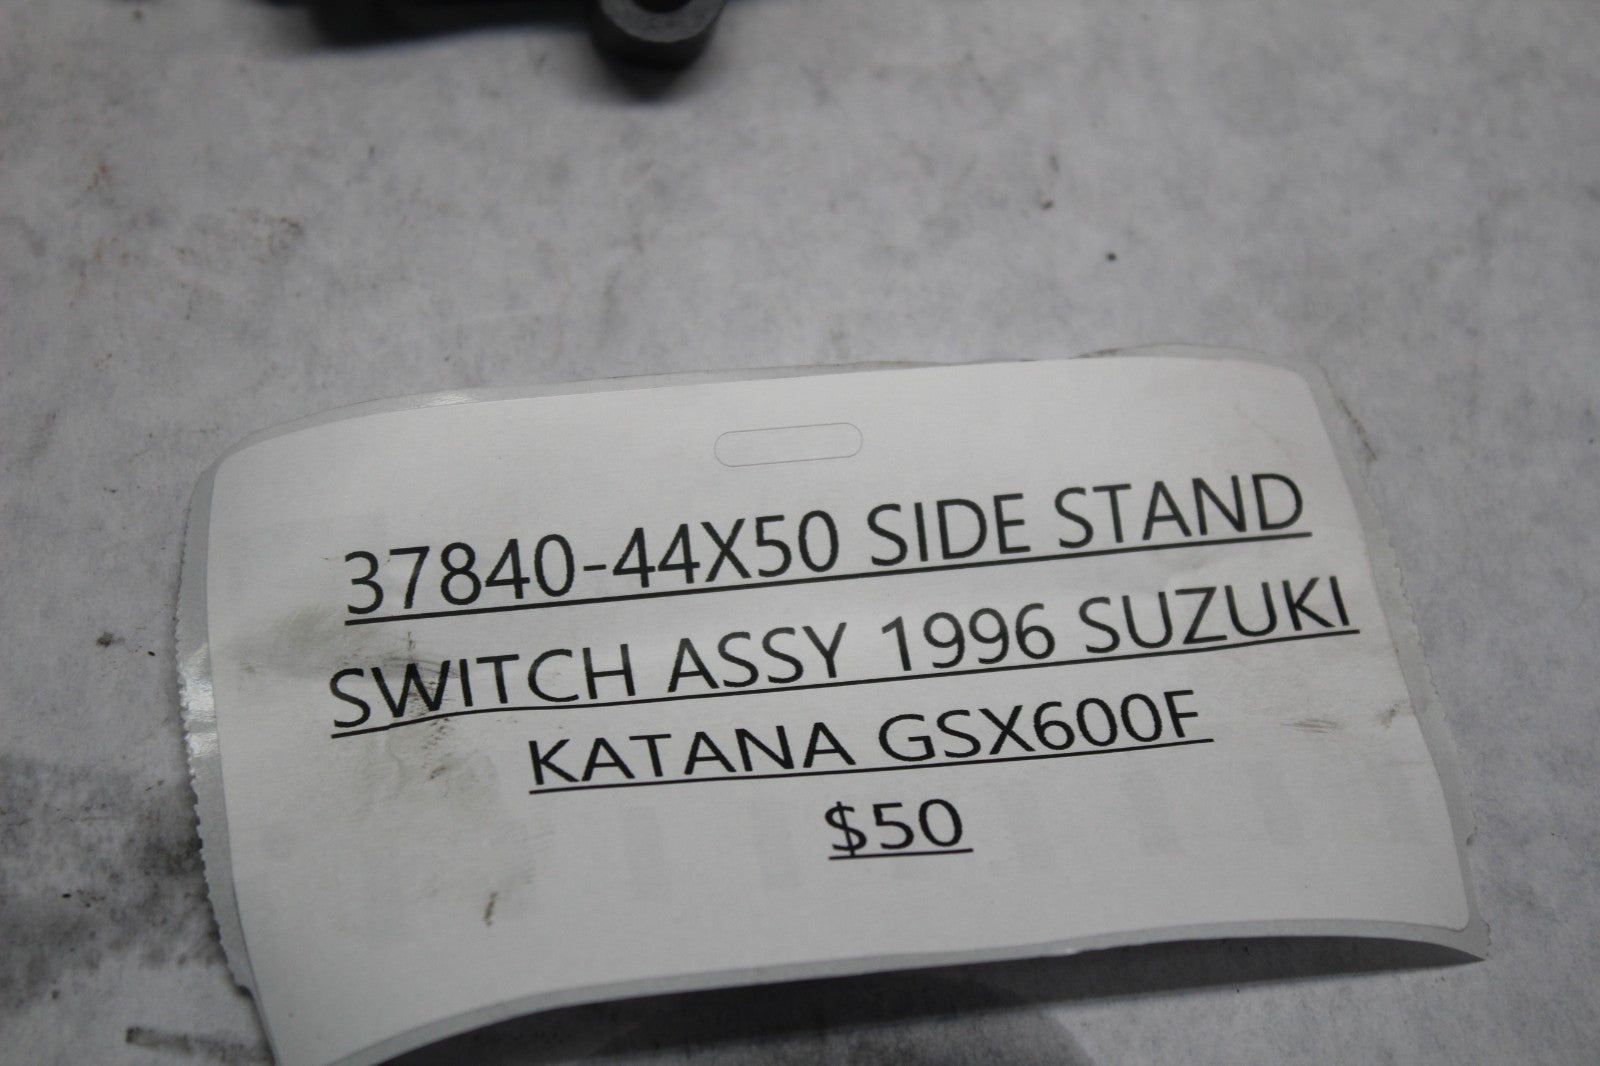 37840-44X50 SIDE STAND
SWITCH ASSY 1996 SUZUKI
KATANA GSX600F
$50